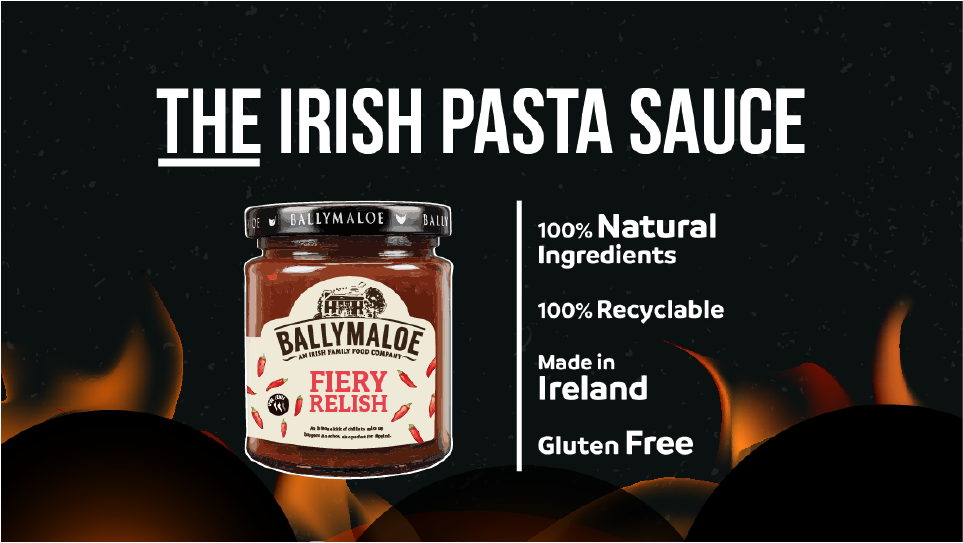 THE IRISH PASTA SAUCE
BALLYMALOE
BALLY
BALLYMALOE
AN IRISH FAMILY FOOD COMPANY
FIERY
RELISH
100% Natural
Ingredients
100% Recyclable
Made in
Ireland
Gluten Free